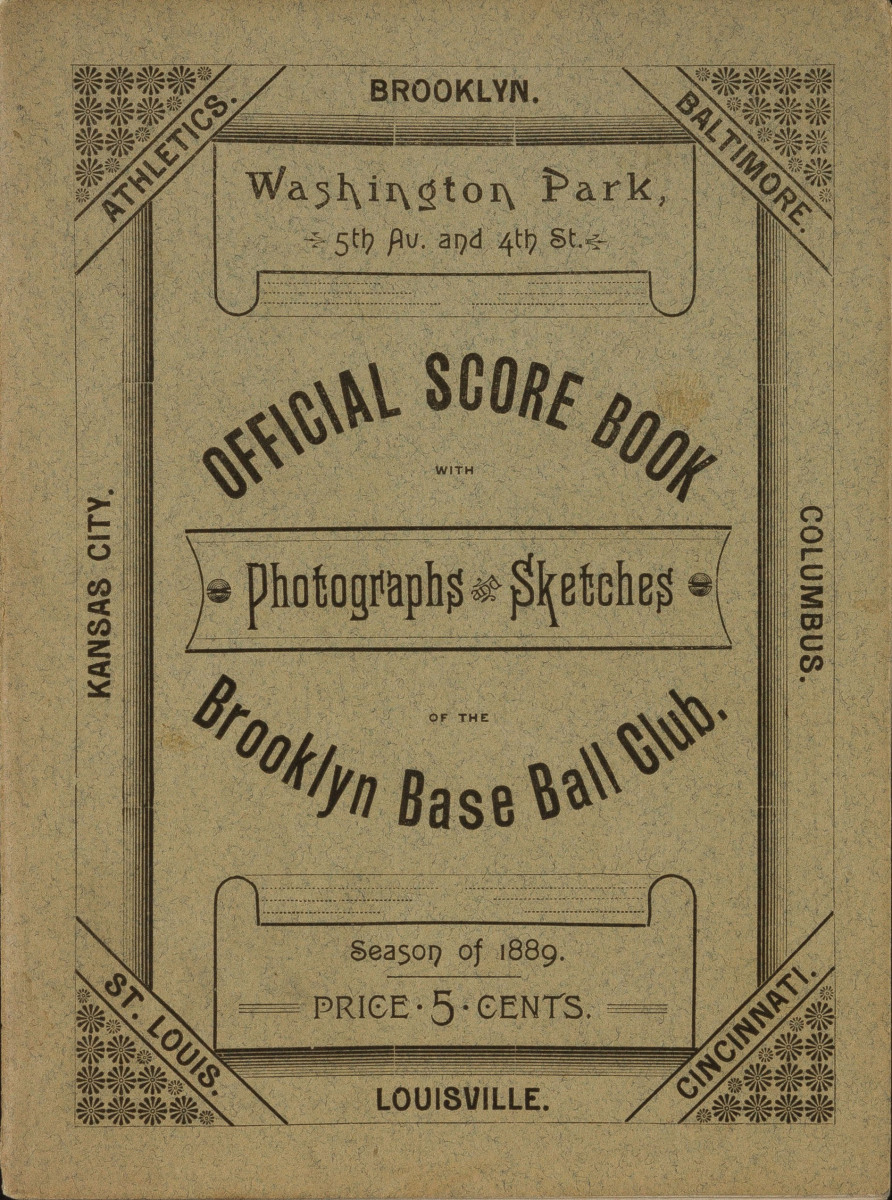 BROOKLYN.
ATHLETICS.
BALTIMORE.
Washington Park,
5th Av. and 4th St.
OFFICIAL SCORE BOOK
WITH
Photographs and Sketches
KANSAS CITY.
COLUMBUS.
OF THE
Brooklyn Base Ball Club.
Season of 1889.
PRICE · 5 · CENTS.
ST. LOUIS.
CINCINNATI.
LOUISVILLE.